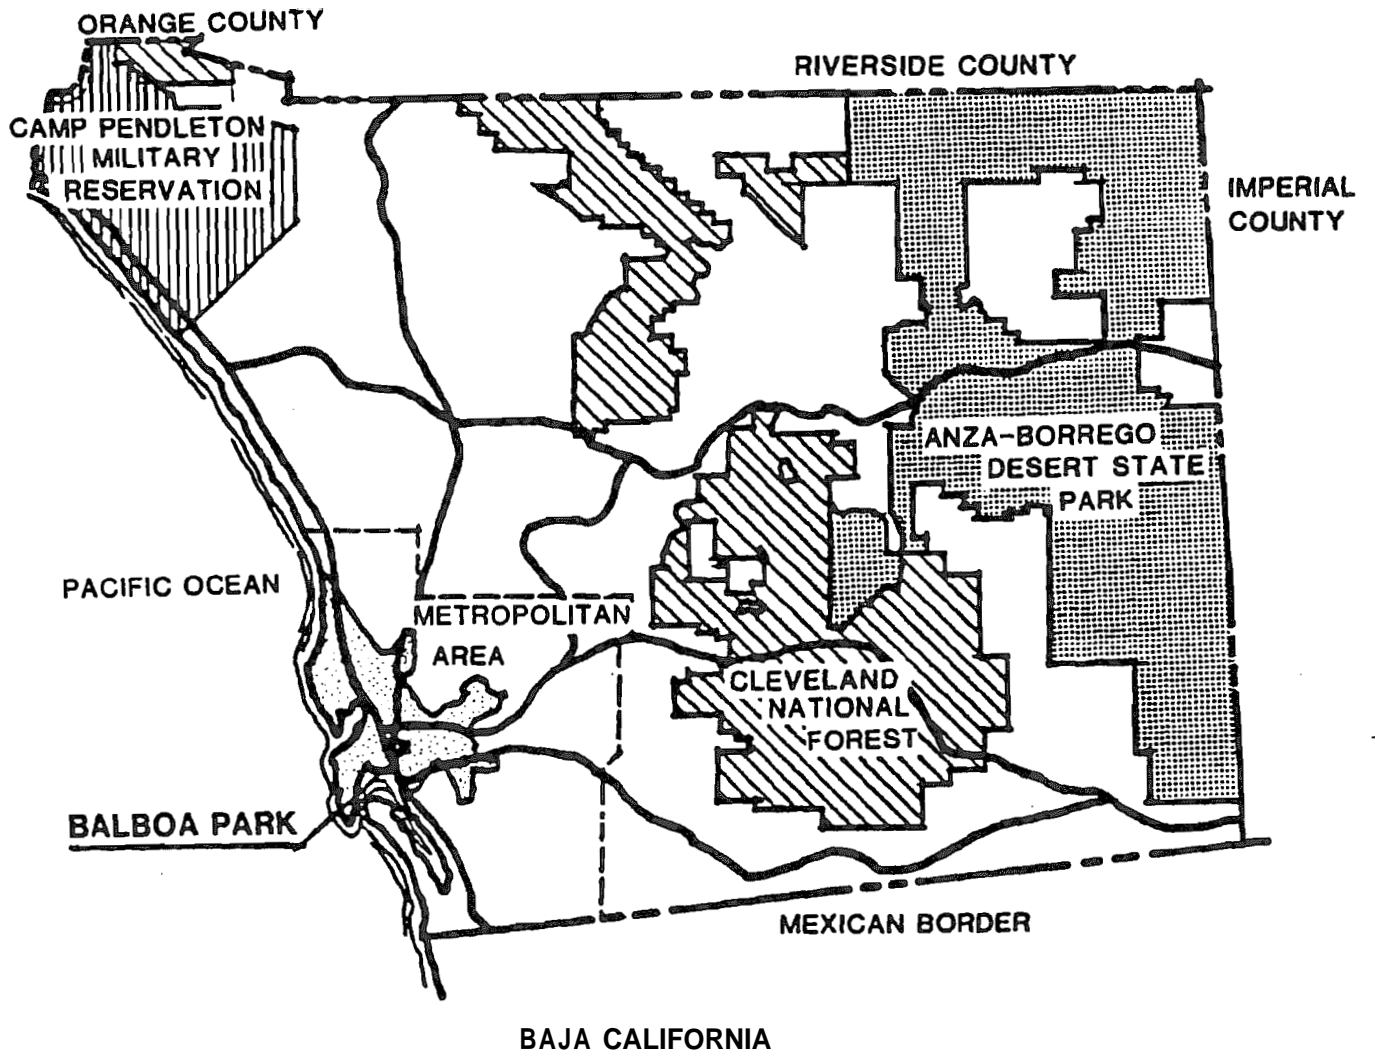 ORANGE COUNTY
RIVERSIDE COUNTY
CAMP PENDLETON
MILITARY
RESERVATION
IMPERIAL
COUNTY
ANZA-BORREGO
DESERT STATE
PARK
PACIFIC OCEAN
METROPOLITAN
AREA
CLEVELAND
NATIONAL
FOREST
BALBOA PARK
MEXICAN BORDER
BAJA CALIFORNIA